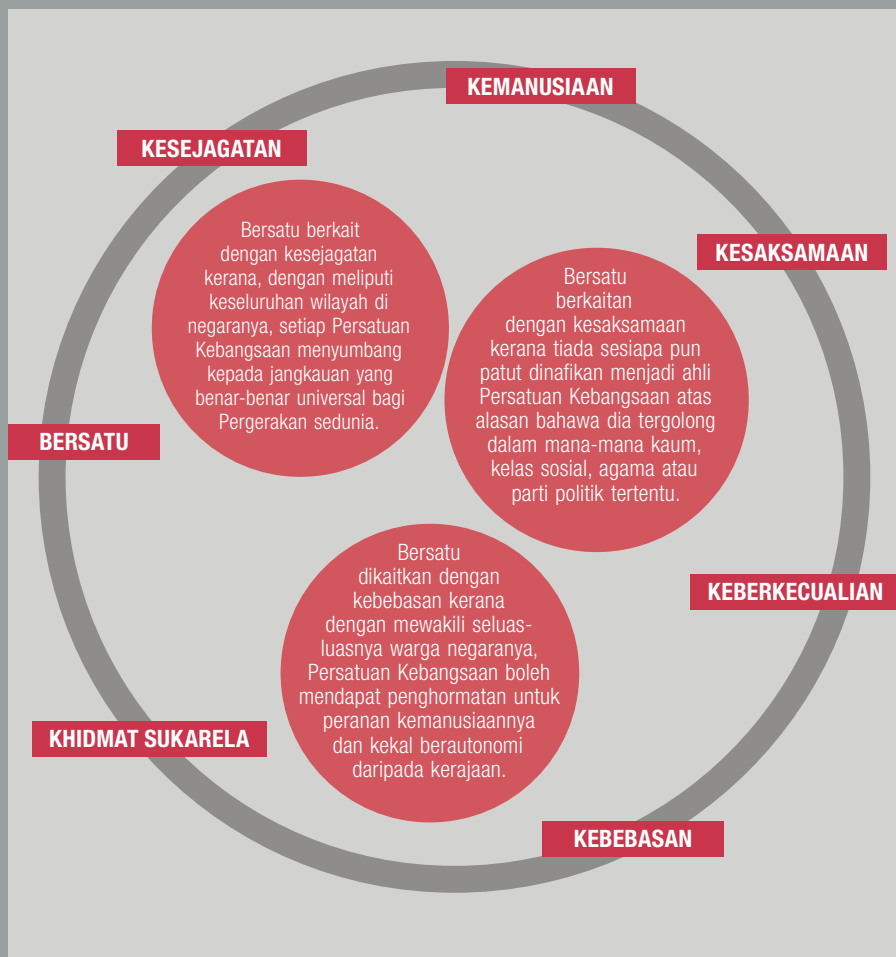 KEMANUSIAAN
KESEJAGATAN
Bersatu berkait
dengan kesejagatan
kerana, dengan meliputi
keseluruhan wilayah di
negaranya, setiap Persatuan
Kebangsaan menyumbang
kepada jangkauan yang
benar-benar universal bagi
Pergerakan sedunia.
KESAKSAMAAN
Bersatu
berkaitan
dengan kesaksamaan
kerana tiada sesiapa pun
patut dinafikan menjadi ahli
Persatuan Kebangsaan atas
alasan bahawa dia tergolong
dalam mana-mana kaum,
kelas sosial, agama atau
parti politik tertentu.
BERSATU
Bersatu
dikaitkan dengan
kebebasan kerana
dengan mewakili seluas-
luasnya warga negaranya,
Persatuan Kebangsaan boleh
mendapat penghormatan untuk
peranan kemanusiaannya
dan kekal berautonomi
daripada kerajaan.
KEBERKECUALIAN
KHIDMAT SUKARELA
KEBEBASAN